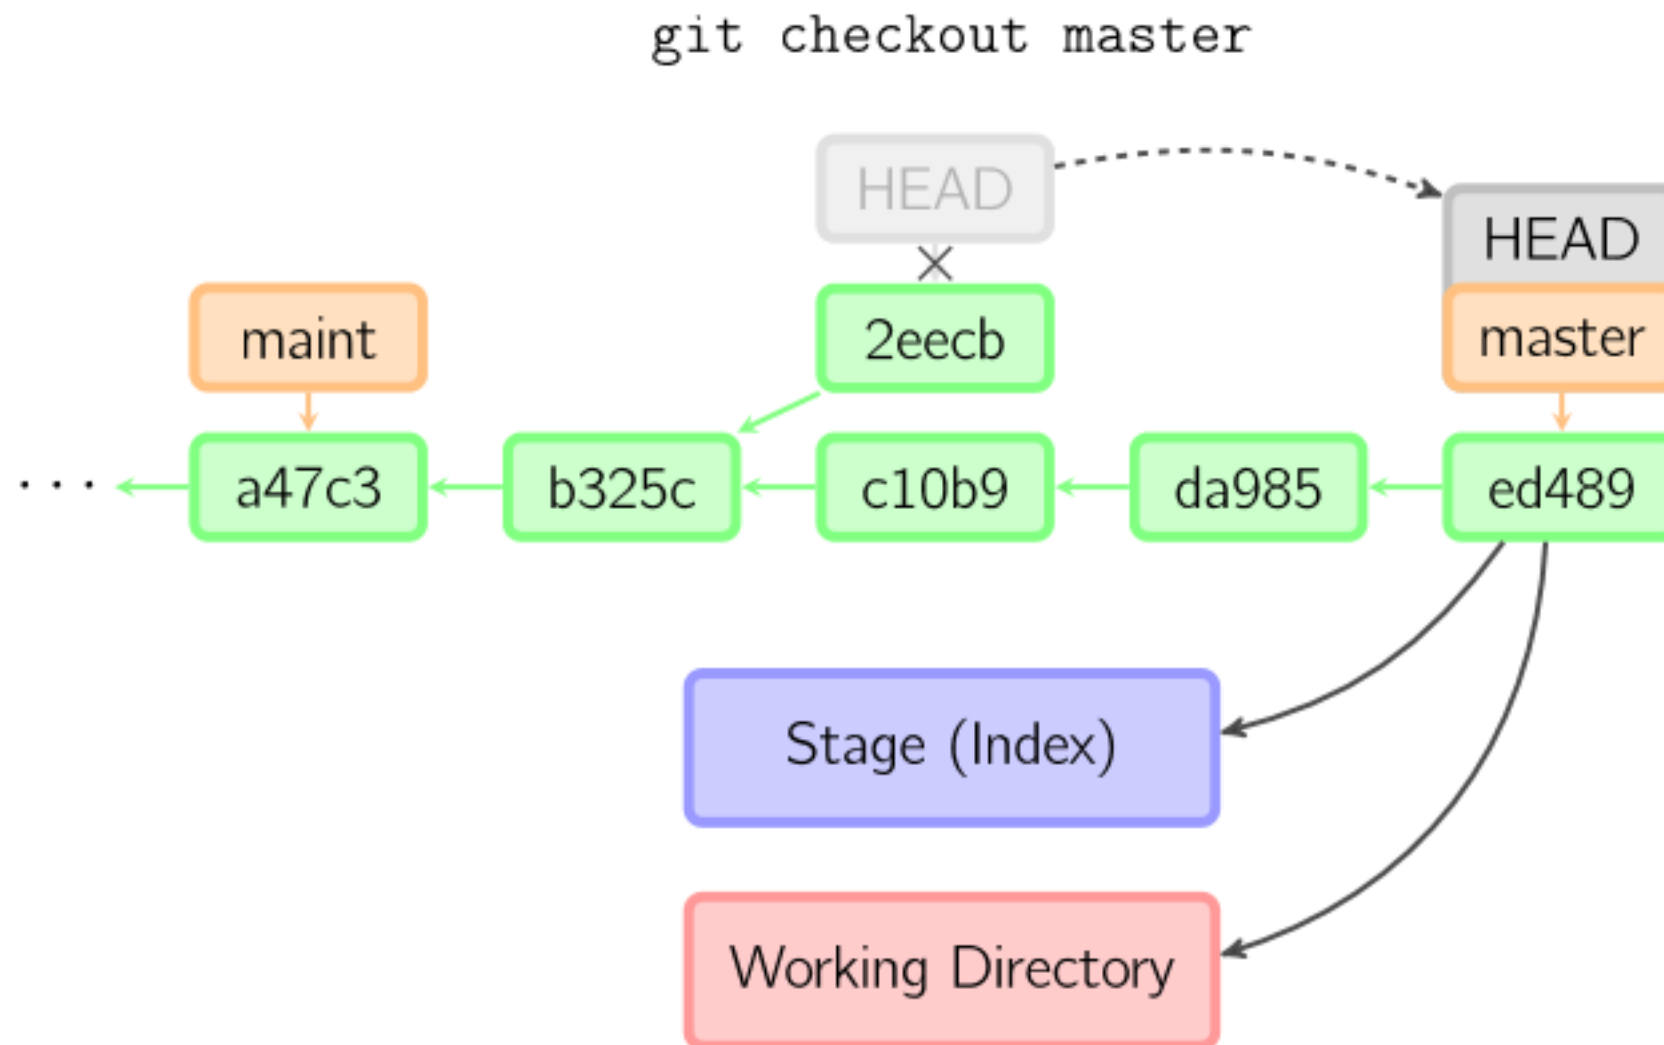 git checkout master
HEAD
HEAD
maint
2eecb
master
... a47c3 b325c c10b9 da985 ed489
Stage (Index)
Working Directory